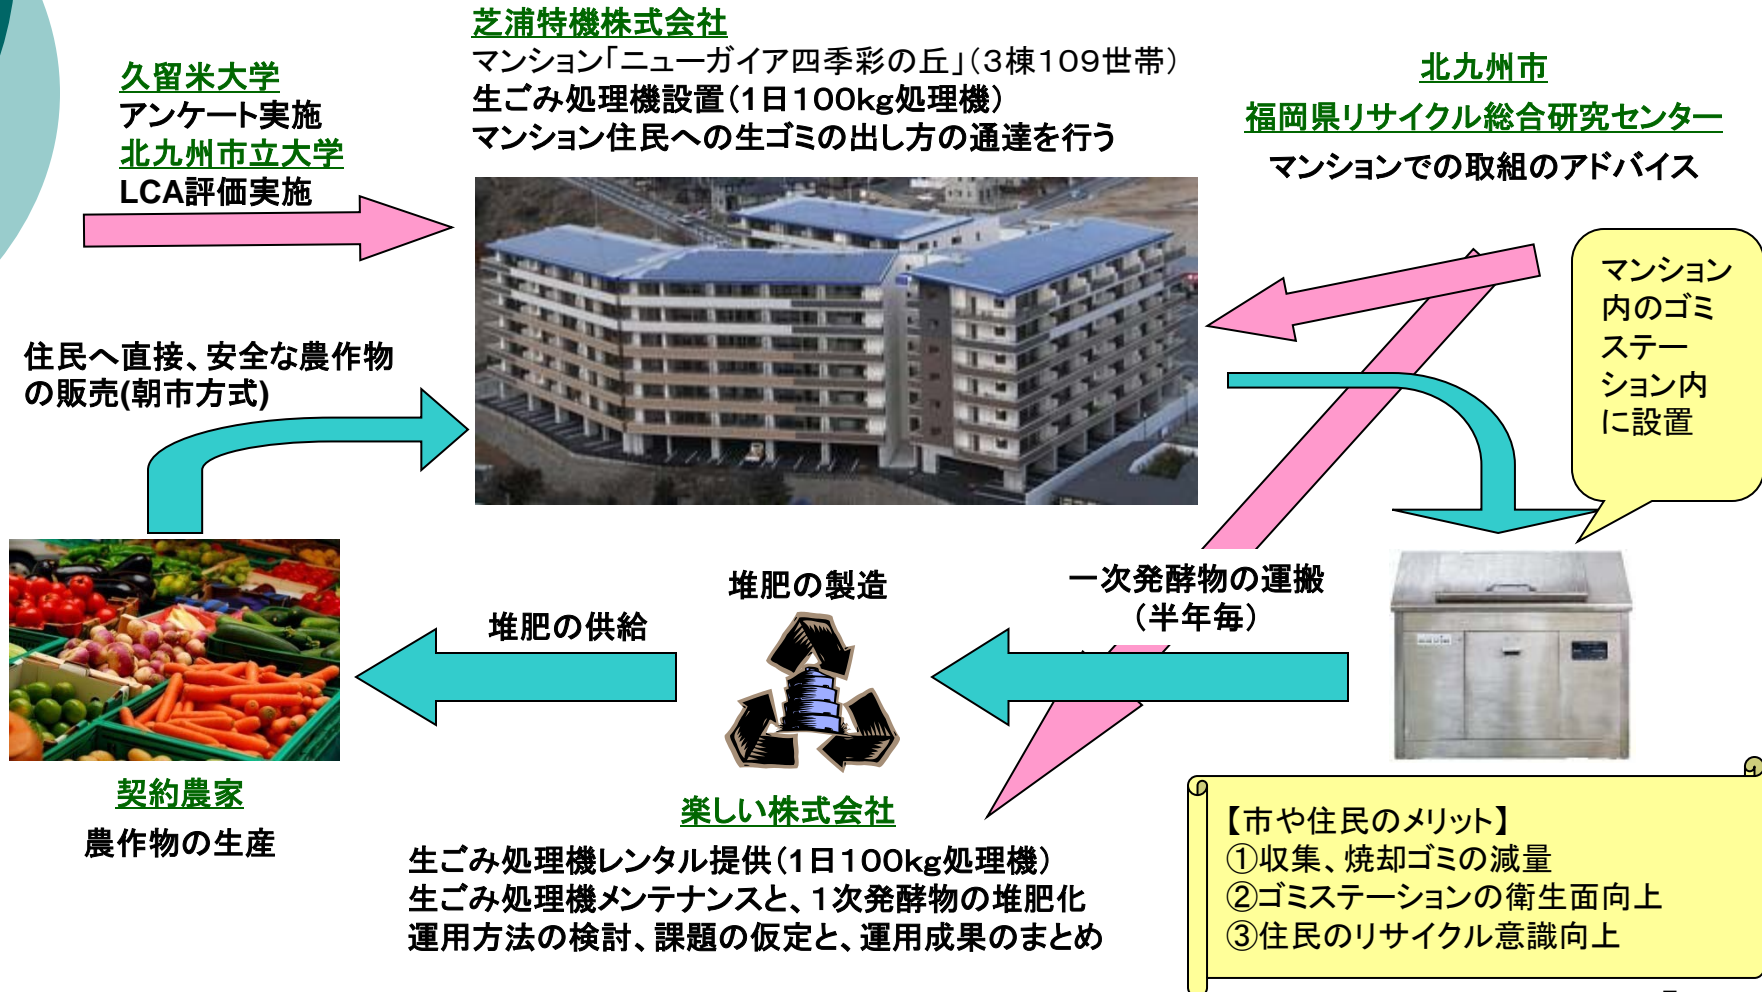 芝浦特機株式会社
マンション「ニューガイア四季彩の丘」(3棟109世帯)
生ごみ処理機設置(1日100kg処理機)
マンション住民への生ゴミの出し方の通達を行う
久留米大学
アンケート実施
北九州市立大学
LCA評価実施
北九州市
福岡県リサイクル総合研究センター
マンションでの取組のアドバイス
マンション
内のゴミ
ステー
ション内
に設置
住民へ直接、安全な農作物
の販売(朝市方式)
堆肥の製造
一次発酵物の運搬
(半年毎)
堆肥の供給
契約農家
農作物の生産
楽しい株式会社
生ごみ処理機レンタル提供(1日100kg処理機)
生ごみ処理機メンテナンスと、1次発酵物の堆肥化
運用方法の検討、課題の仮定と、運用成果のまとめ
【市や住民のメリット】
①収集、焼却ゴミの減量
②ゴミステーションの衛生面向上
③住民のリサイクル意識向上